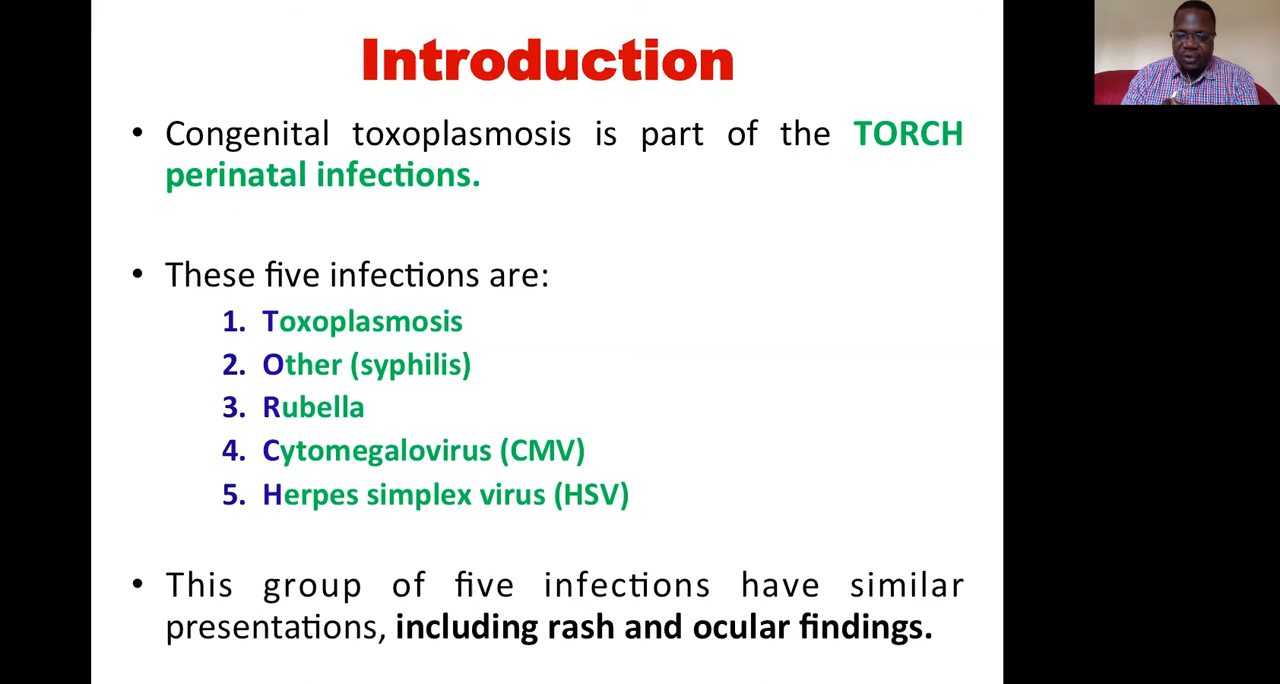 Introduction
• Congenital toxoplasmosis is part of the TORCH
perinatal infections.
• These five infections are:
1. Toxoplasmosis
2. Other (syphilis)
3. Rubella
4. Cytomegalovirus (CMV)
5. Herpes simplex virus (HSV)
• This group of five infections have similar
presentations, including rash and ocular findings.